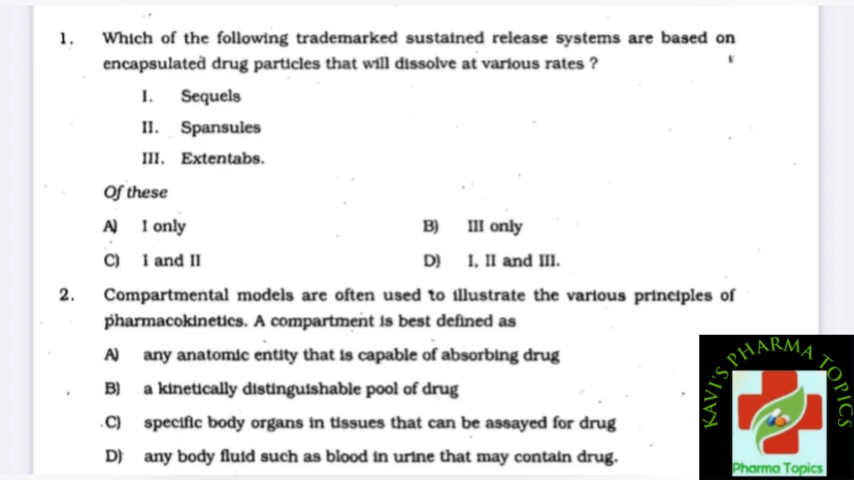 1. Which of the following trademarked sustained release systems are based on
encapsulated drug particles that will dissolve at various rates ?
I. Sequels
II. Spansules
III. Extentabs.
Of these
A) I only
B) III only
C) I and II
D) I, II and III.
2. Compartmental models are often used to illustrate the various principles of
pharmacokinetics. A compartment is best defined as
A) any anatomic entity that is capable of absorbing drug
B) a kinetically distinguishable pool of drug
C) specific body organs in tissues that can be assayed for drug
D) any body fluid such as blood in urine that may contain drug.
KAVI'S PHARMA TOPICS
Pharma Topics